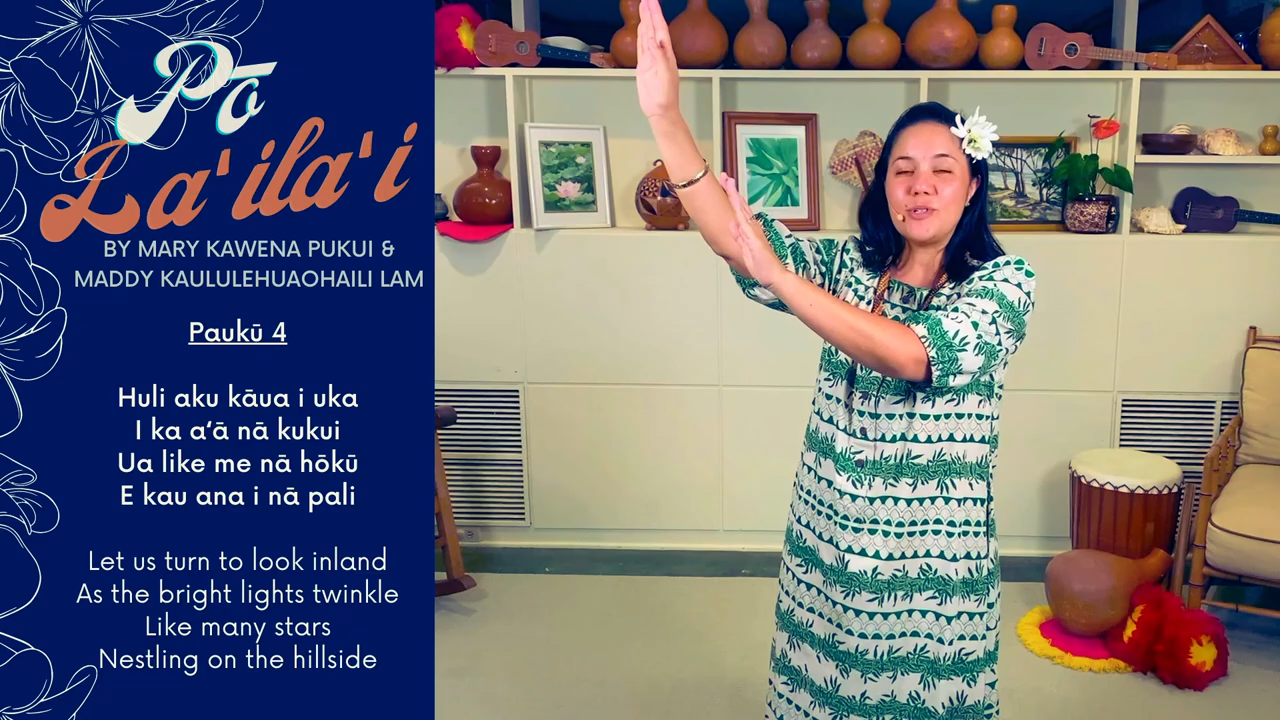 Pō
Laʻilaʻi
BY MARY KAWENA PUKUI &
MADDY KAULULEHUAOHAILI LAM
Paukū 4
Huli aku kāua i uka
I ka aʻā nā kukui
Ua like me nā hōkū
E kau ana i nā pali
Let us turn to look inland
As the bright lights twinkle
Like many stars
Nestling on the hillside